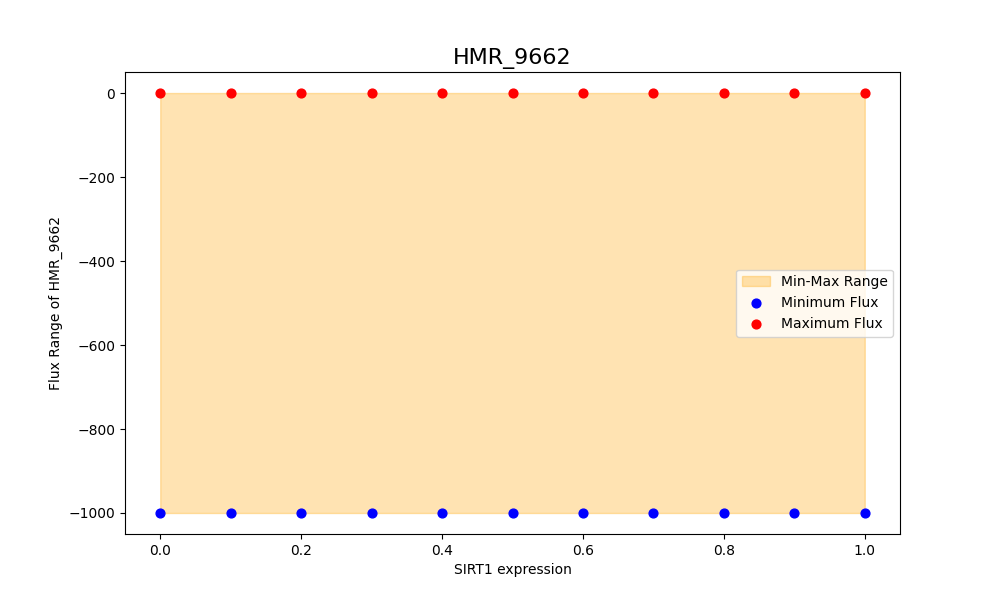 HMR_9662
Flux Range of HMR_9662
0
−200
−400
−600
−800
−1000
Min-Max Range
Minimum Flux
Maximum Flux
0.0 0.2 0.4 0.6 0.8 1.0
SIRT1 expression